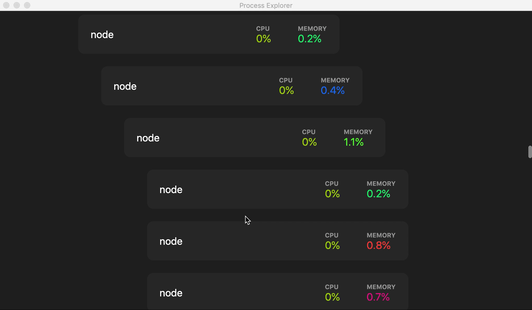 Process Explorer
node CPU 0% MEMORY 0.2%
node CPU 0% MEMORY 0.4%
node CPU 0% MEMORY 1.1%
node CPU 0% MEMORY 0.2%
node CPU 0% MEMORY 0.8%
node CPU 0% MEMORY 0.7%